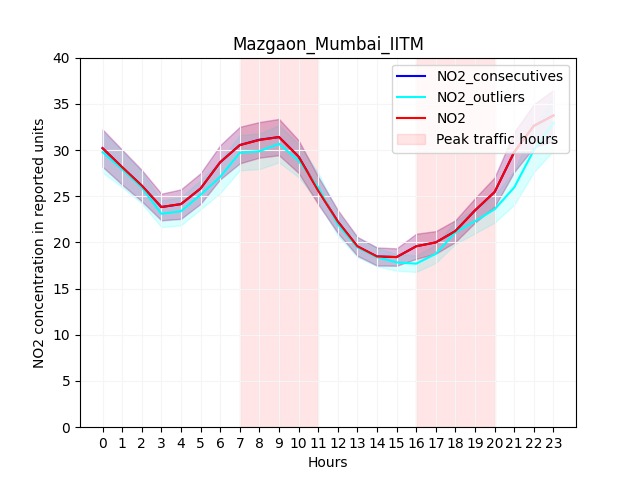 Mazgaon_Mumbai_IITM
NO2 concentration in reported units
40
35
30
25
20
15
10
5
0
NO2_consecutives
NO2_outliers
NO2
Peak traffic hours
0 1 2 3 4 5 6 7 8 9 10 11 12 13 14 15 16 17 18 19 20 21 22 23
Hours